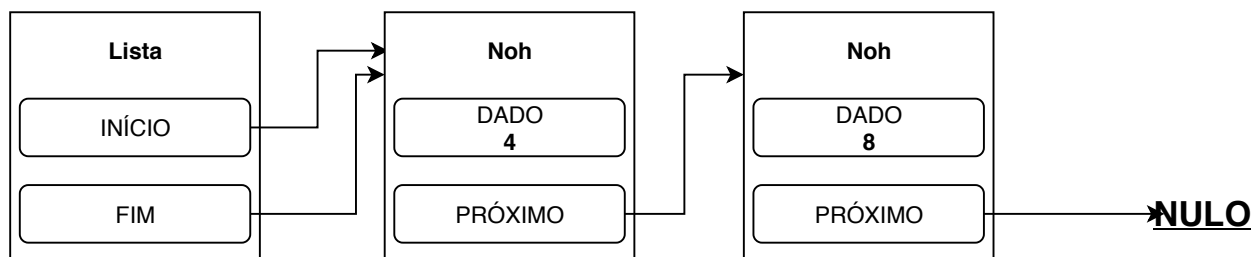 Lista
INÍCIO
FIM
Noh
DADO
4
PRÓXIMO
Noh
DADO
8
PRÓXIMO
NULO